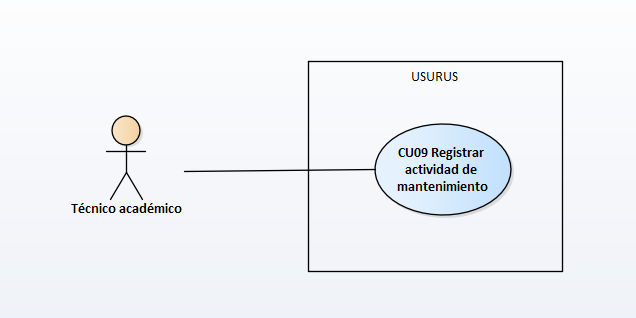 USURUS
CU09 Registrar
actividad de
mantenimiento
Técnico académico